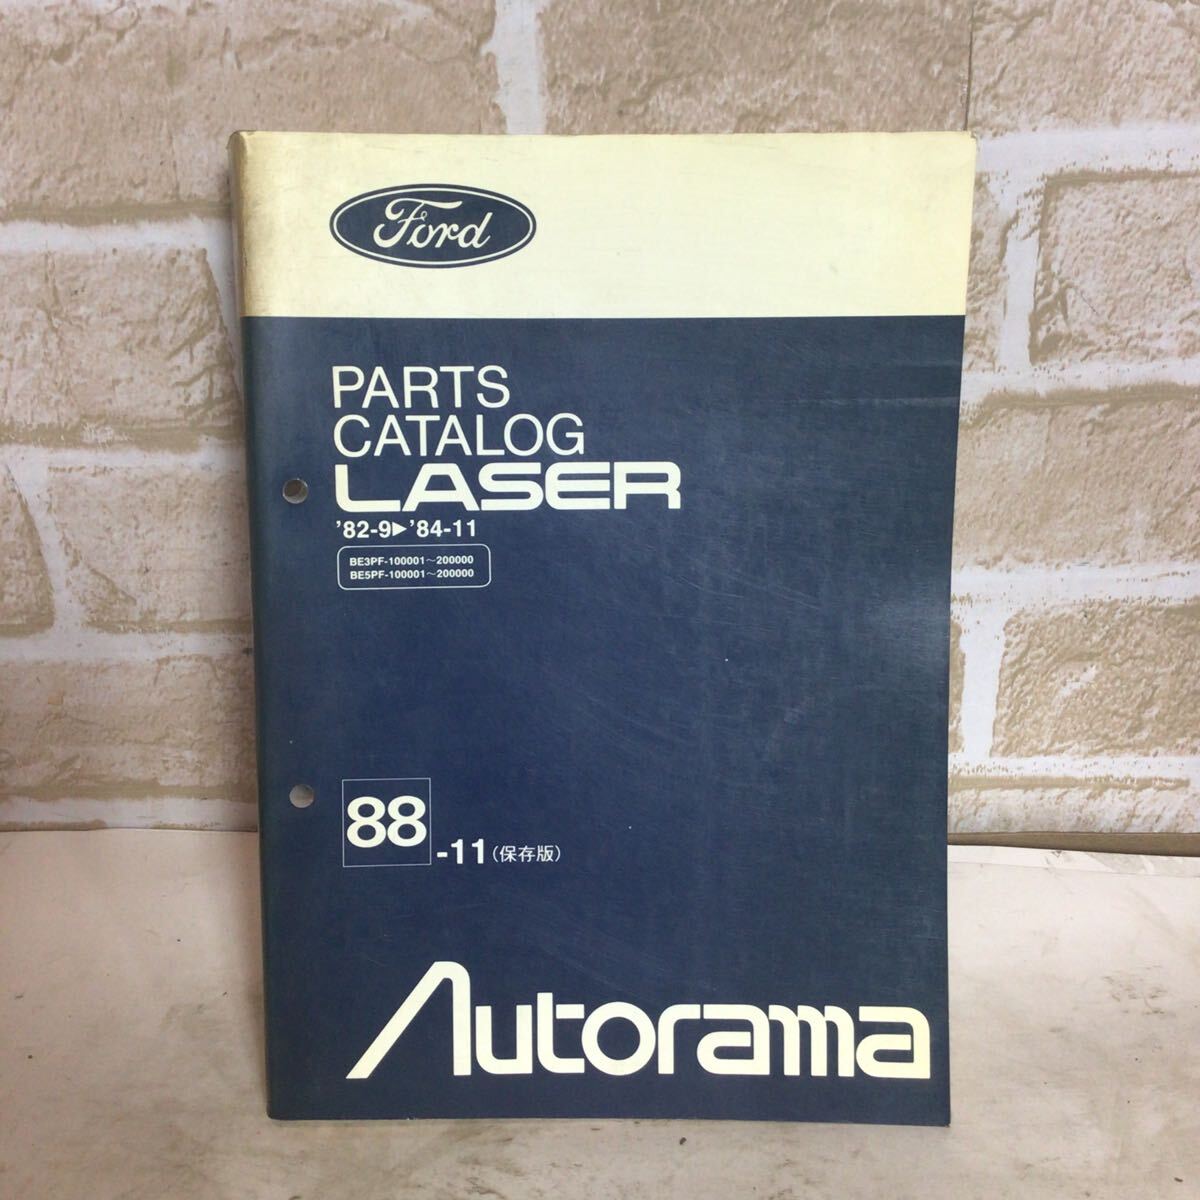 Ford
PARTS
CATALOG
LASER
'82-9▶'84-11
BE3PF-100001～200000
BE5PF-100001～200000
88-11(保存版)
Autorama